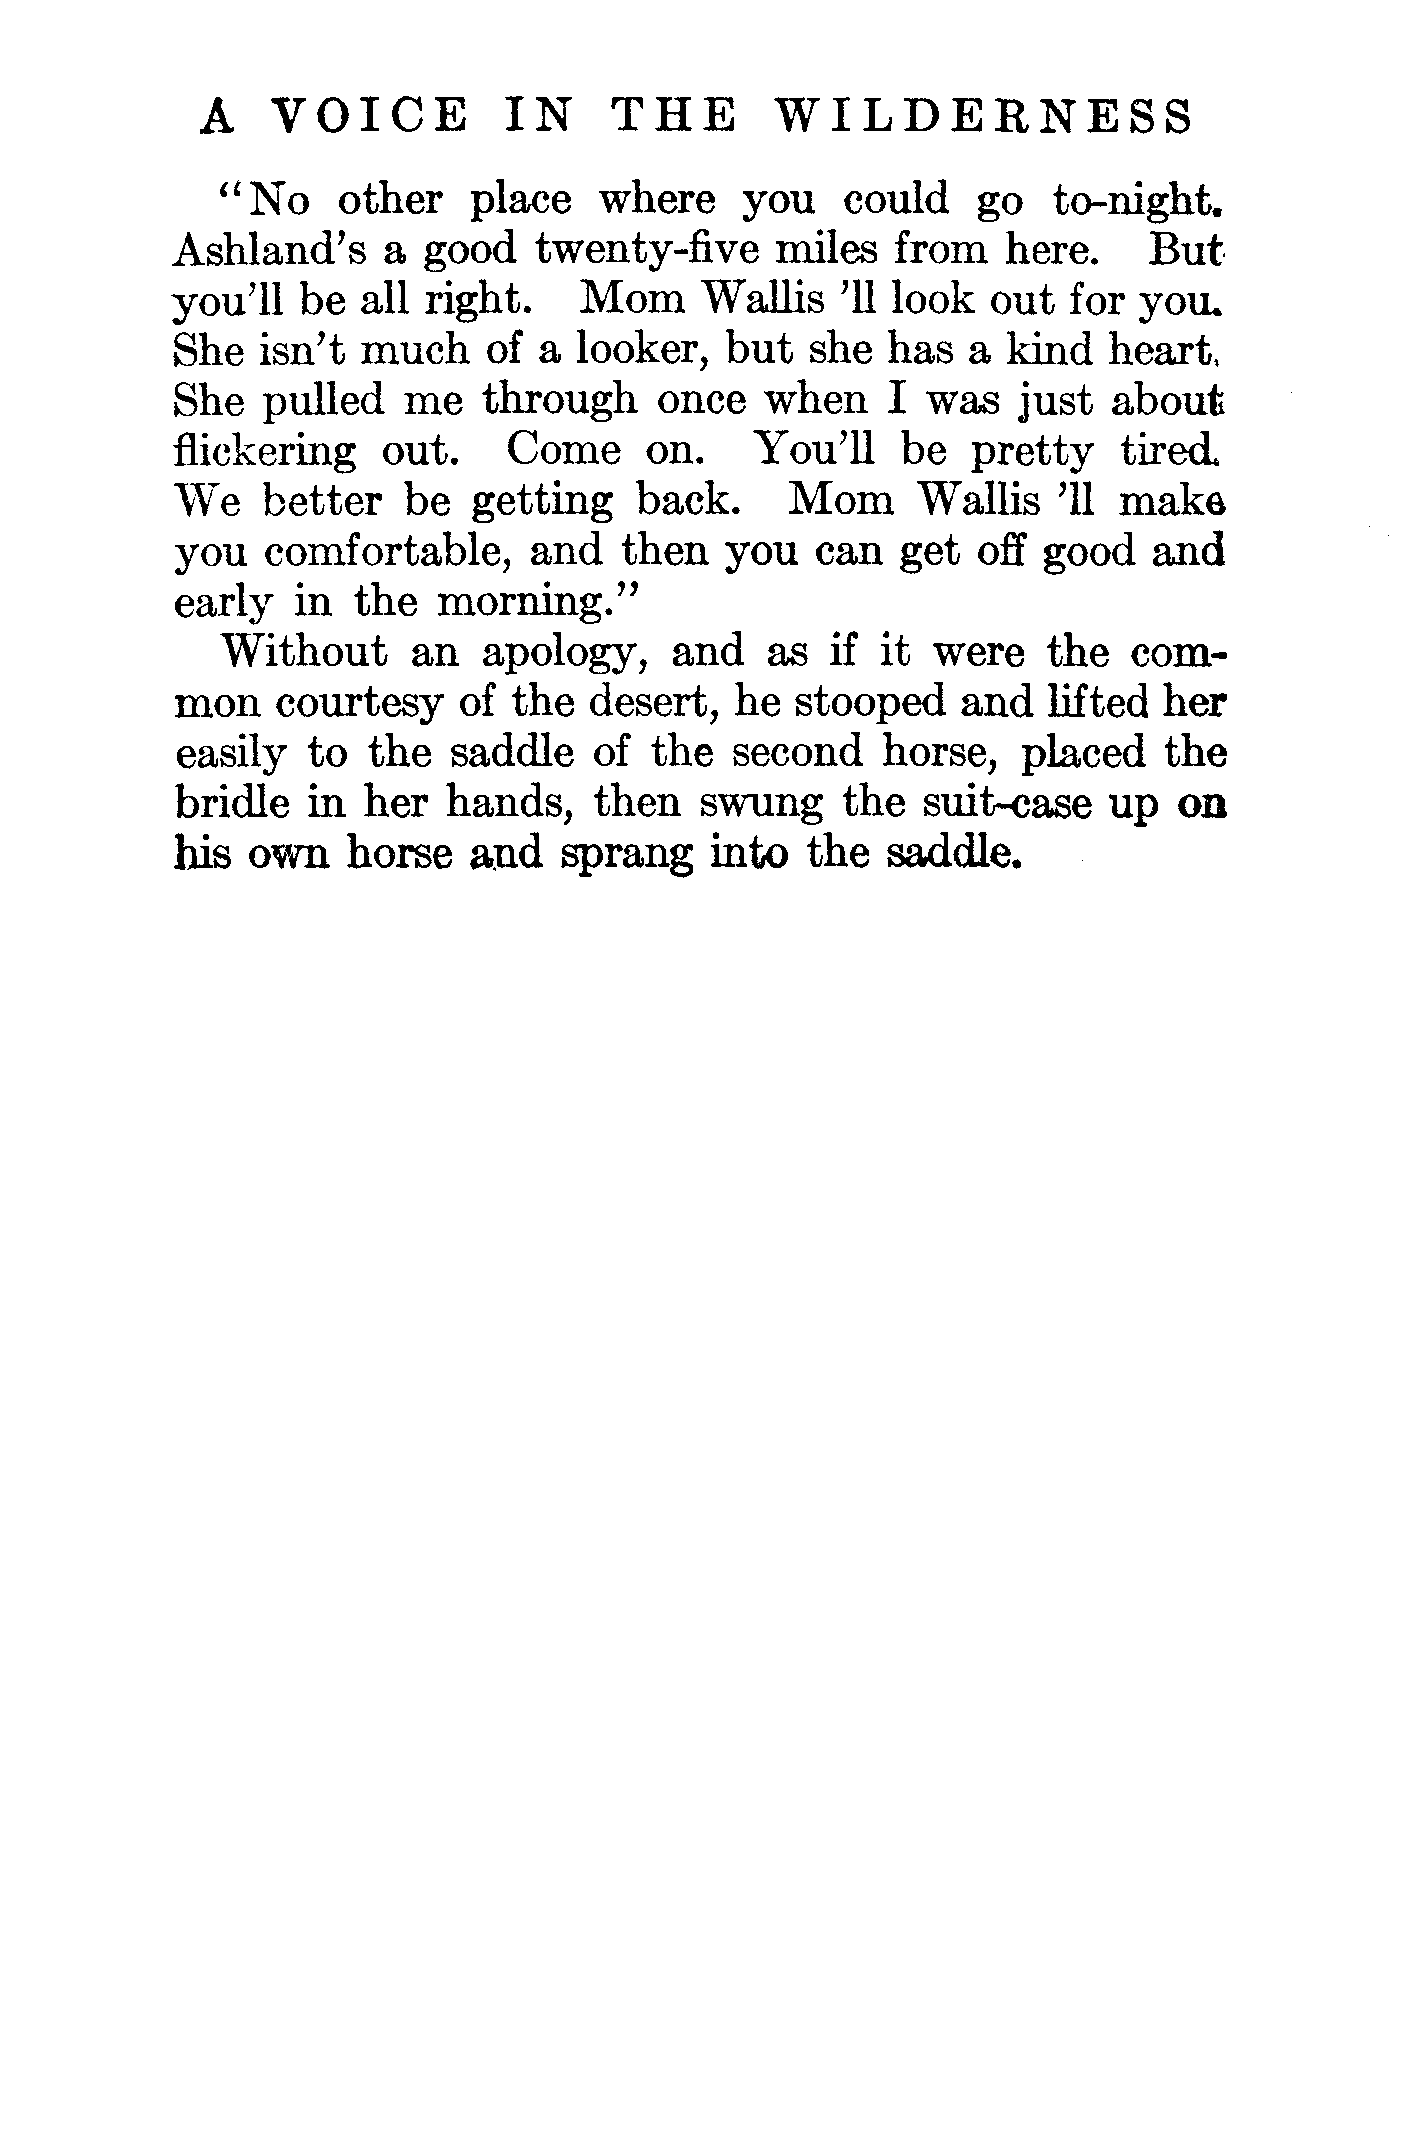 A VOICE IN THE WILDERNESS
"No other place where you could go to-night.
Ashland's a good twenty-five miles from here. But
you'll be all right. Mom Wallis 'll look out for you.
She isn't much of a looker, but she has a kind heart.
She pulled me through once when I was just about
flickering out. Come on. You'll be pretty tired.
We better be getting back. Mom Wallis 'll make
you comfortable, and then you can get off good and
early in the morning."
Without an apology, and as if it were the com-
mon courtesy of the desert, he stooped and lifted her
easily to the saddle of the second horse, placed the
bridle in her hands, then swung the suit-case up on
his own horse and sprang into the saddle.